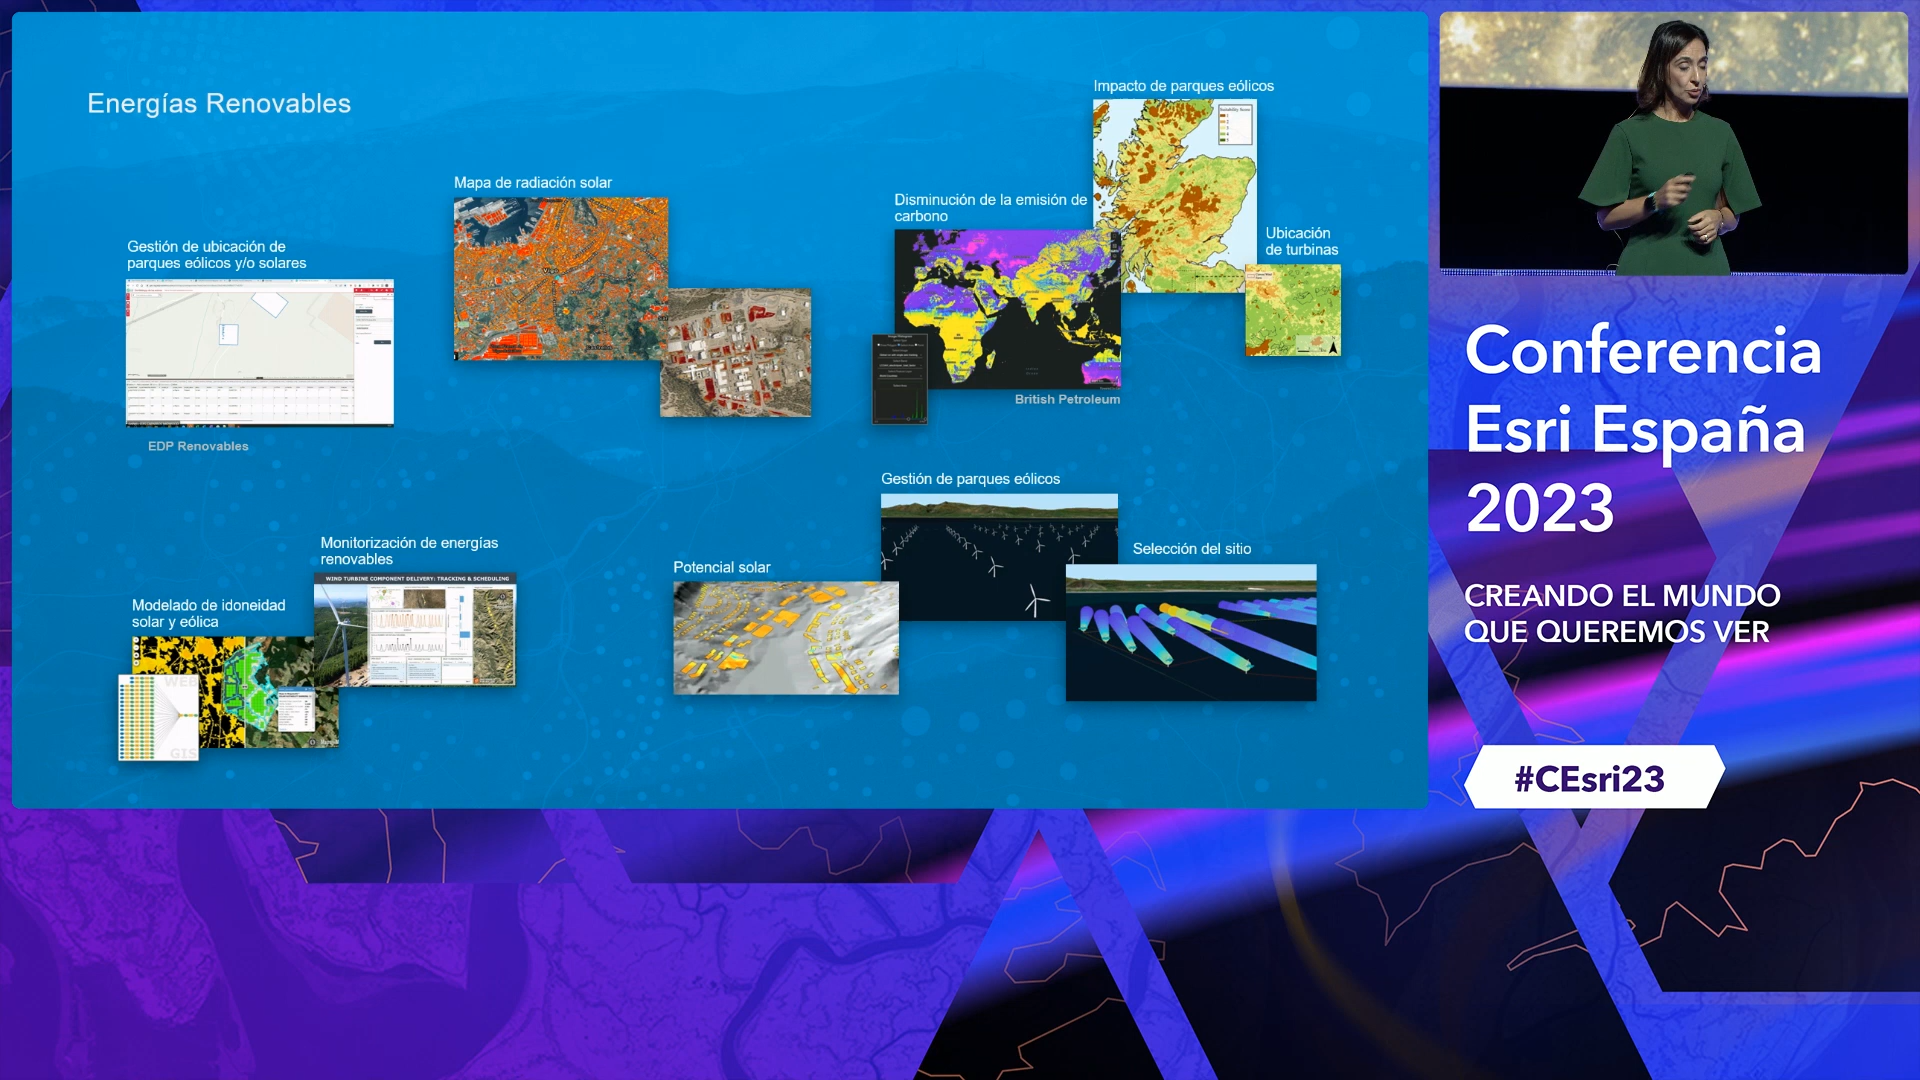 Energías Renovables
Gestión de ubicación de
parques eólicos y/o solares
EDP Renovables
Mapa de radiación solar
Vigo
Disminución de la emisión de
carbono
British Petroleum
Impacto de parques eólicos
Ubicación
de turbinas
Modelado de idoneidad
solar y eólica
WEB
GIS
Monitorización de energías
renovables
WIND TURBINE COMPONENT DELIVERY: TRACKING & SCHEDULING
Potencial solar
Gestión de parques eólicos
Selección del sitio
Conferencia
Esri España
2023
CREANDO EL MUNDO
QUE QUEREMOS VER
#CEsri23